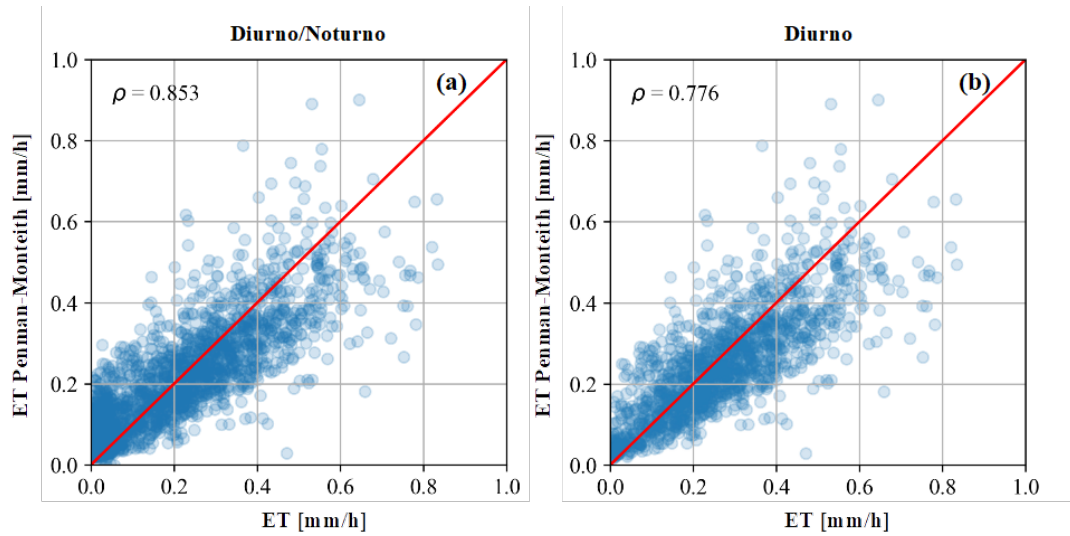 Diurno/Noturno
(a)
ρ = 0.853
ET Penman-Monteith [mm/h]
1.0
0.8
0.6
0.4
0.2
0.0
0.0 0.2 0.4 0.6 0.8 1.0
ET [mm/h]
Diurno
(b)
ρ = 0.776
ET Penman-Monteith [mm/h]
1.0
0.8
0.6
0.4
0.2
0.0
0.0 0.2 0.4 0.6 0.8 1.0
ET [mm/h]